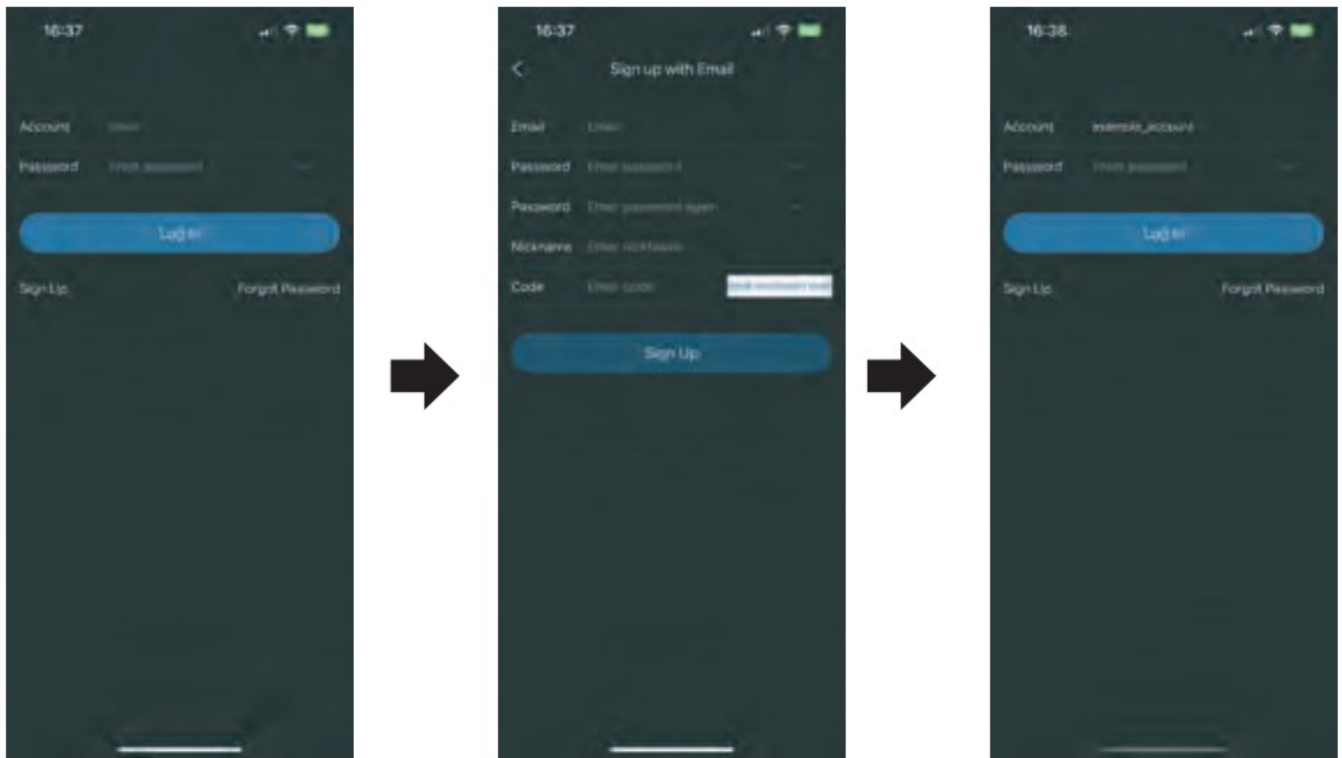 16:37
Account
Password Enter password
Log in
Sign Up Forgot Password
16:37
Sign up with Email
Email Email
Password Enter password
Password Enter password again
Nickname Enter nickname
Code Enter code
Sign Up
16:38
Account example_account
Password Enter password
Log in
Sign Up Forgot Password